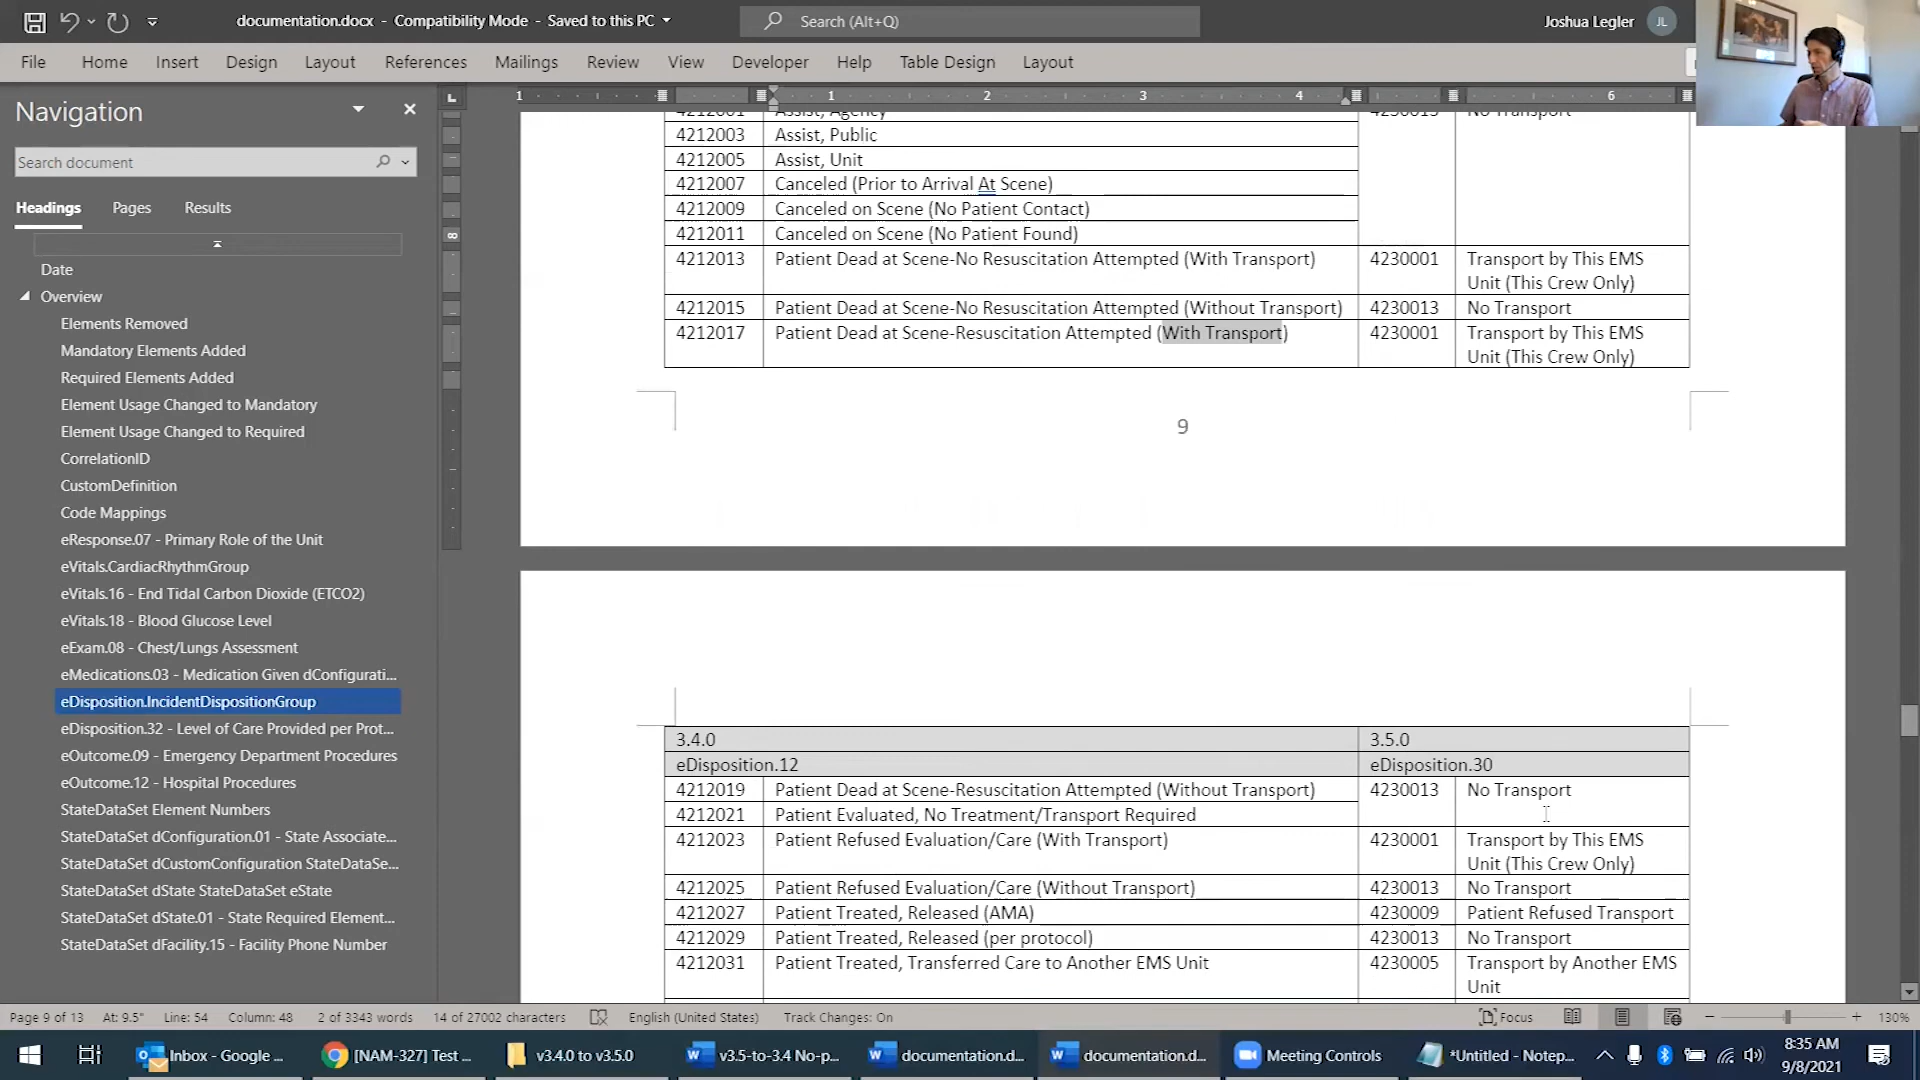 documentation.docx - Compatibility Mode - Saved to this PC
Search (Alt+Q)
Joshua Legler JL
File Home Insert Design Layout References Mailings Review View Developer Help Table Design Layout
Navigation
Search document
Headings Pages Results
Date
Overview
Elements Removed
Mandatory Elements Added
Required Elements Added
Element Usage Changed to Mandatory
Element Usage Changed to Required
CorrelationID
CustomDefinition
Code Mappings
eResponse.07 - Primary Role of the Unit
eVitals.CardiacRhythmGroup
eVitals.16 - End Tidal Carbon Dioxide (ETCO2)
eVitals.18 - Blood Glucose Level
eExam.08 - Chest/Lungs Assessment
eMedications.03 - Medication Given dConfigurati...
eDisposition.IncidentDispositionGroup
eDisposition.32 - Level of Care Provided per Prot...
eOutcome.09 - Emergency Department Procedures
eOutcome.12 - Hospital Procedures
StateDataSet Element Numbers
StateDataSet dConfiguration.01 - State Associate...
StateDataSet dCustomConfiguration StateDataSe...
StateDataSet dState StateDataSet eState
StateDataSet dState.01 - State Required Element...
StateDataSet dFacility.15 - Facility Phone Number
1 1 2 3 4 6
8
4212001 Assist, Agency 4230013 No Transport
4212003 Assist, Public
4212005 Assist, Unit
4212007 Canceled (Prior to Arrival At Scene)
4212009 Canceled on Scene (No Patient Contact)
4212011 Canceled on Scene (No Patient Found)
4212013 Patient Dead at Scene-No Resuscitation Attempted (With Transport) 4230001 Transport by This EMS
Unit (This Crew Only)
4212015 Patient Dead at Scene-No Resuscitation Attempted (Without Transport) 4230013 No Transport
4212017 Patient Dead at Scene-Resuscitation Attempted (With Transport) 4230001 Transport by This EMS
Unit (This Crew Only)
9
3.4.0 3.5.0
eDisposition.12 eDisposition.30
4212019 Patient Dead at Scene-Resuscitation Attempted (Without Transport) 4230013 No Transport
4212021 Patient Evaluated, No Treatment/Transport Required
4212023 Patient Refused Evaluation/Care (With Transport) 4230001 Transport by This EMS
Unit (This Crew Only)
4212025 Patient Refused Evaluation/Care (Without Transport) 4230013 No Transport
4212027 Patient Treated, Released (AMA) 4230009 Patient Refused Transport
4212029 Patient Treated, Released (per protocol) 4230013 No Transport
4212031 Patient Treated, Transferred Care to Another EMS Unit 4230005 Transport by Another EMS
Unit
Page 9 of 13 At: 9.5" Line: 54 Column: 48 2 of 3343 words 14 of 27002 characters English (United States) Track Changes: On Focus 130%
Inbox - Google ... [NAM-327] Test ... v3.4.0 to v3.5.0 v3.5-to-3.4 No-p... documentation.d... documentation.d... Meeting Controls *Untitled - Notep... 8:35 AM
9/8/2021